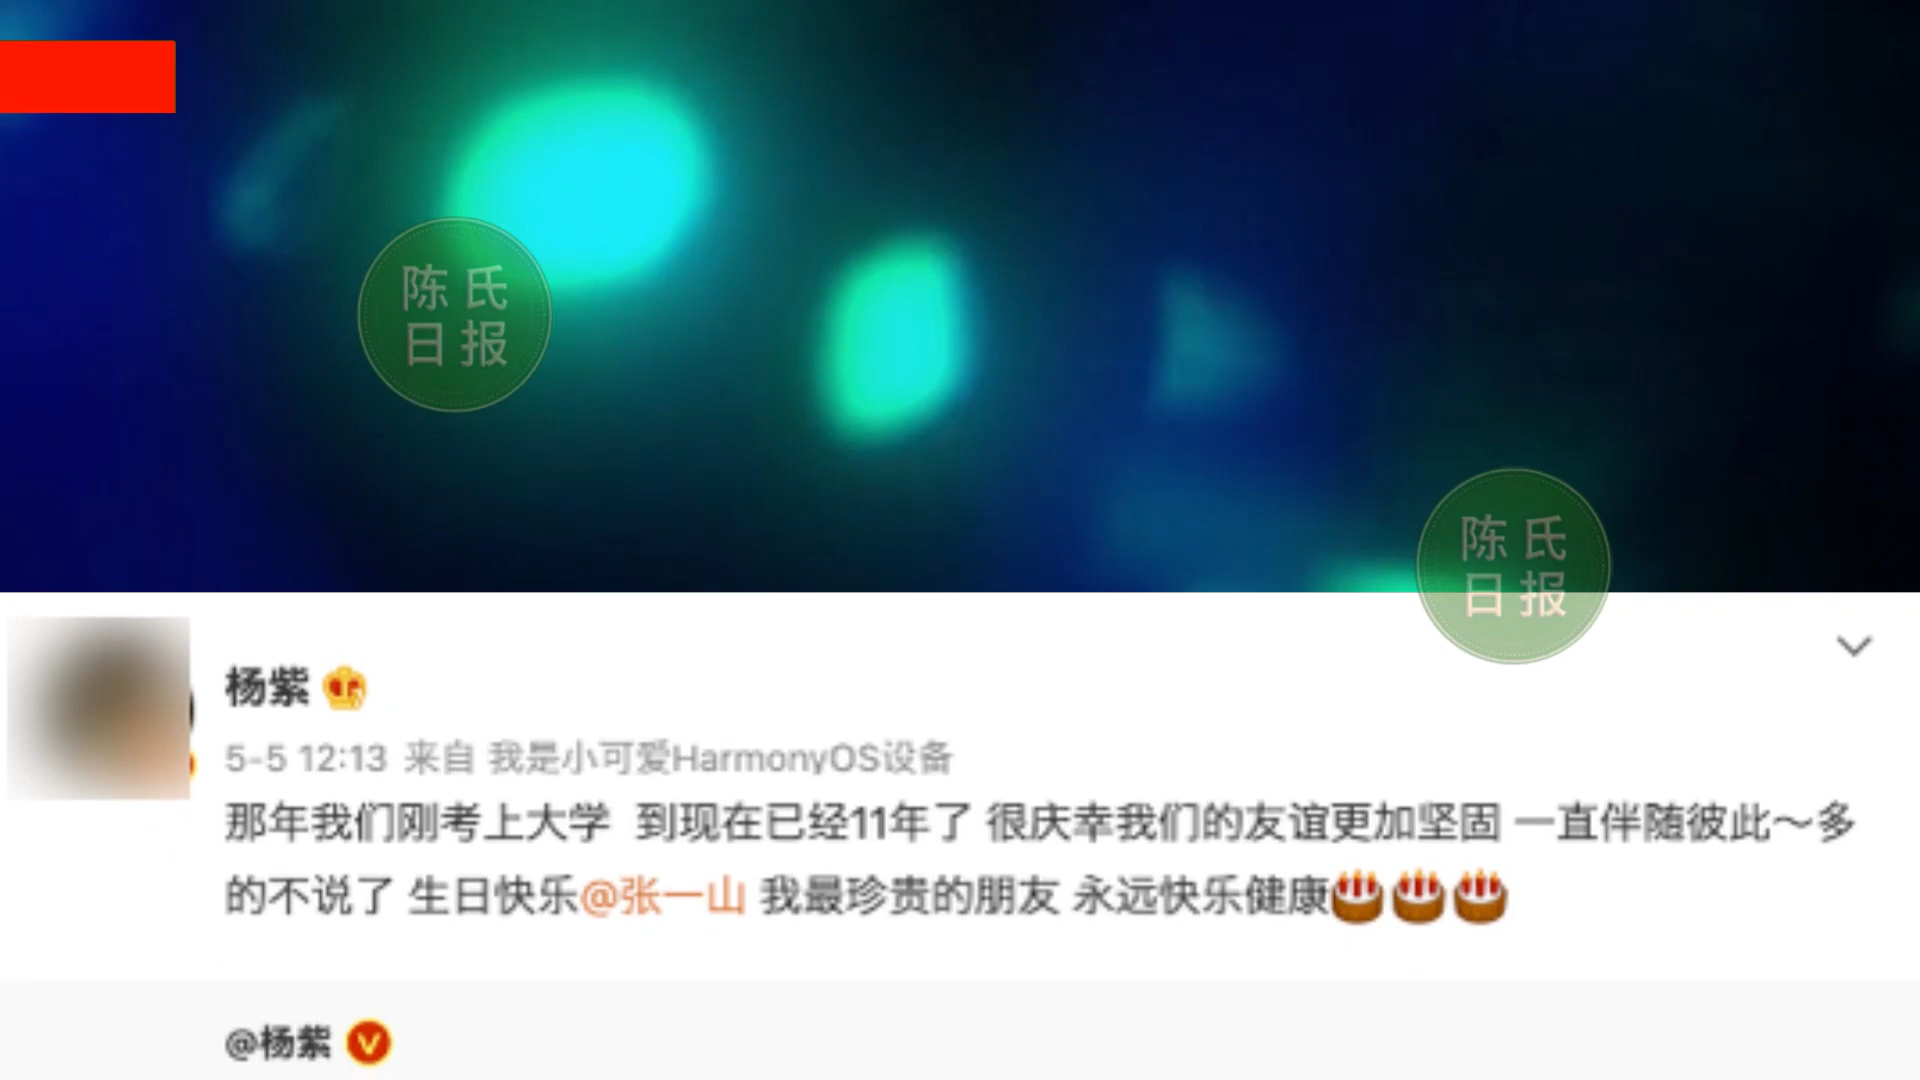 陈氏
日报
陈氏
日报
杨紫
5-5 12:13 来自 我是小可爱HarmonyOS设备
那年我们刚考上大学 到现在已经11年了 很庆幸我们的友谊更加坚固 一直伴随彼此~多
的不说了 生日快乐@张一山 我最珍贵的朋友 永远快乐健康🎂🎂🎂
@杨紫